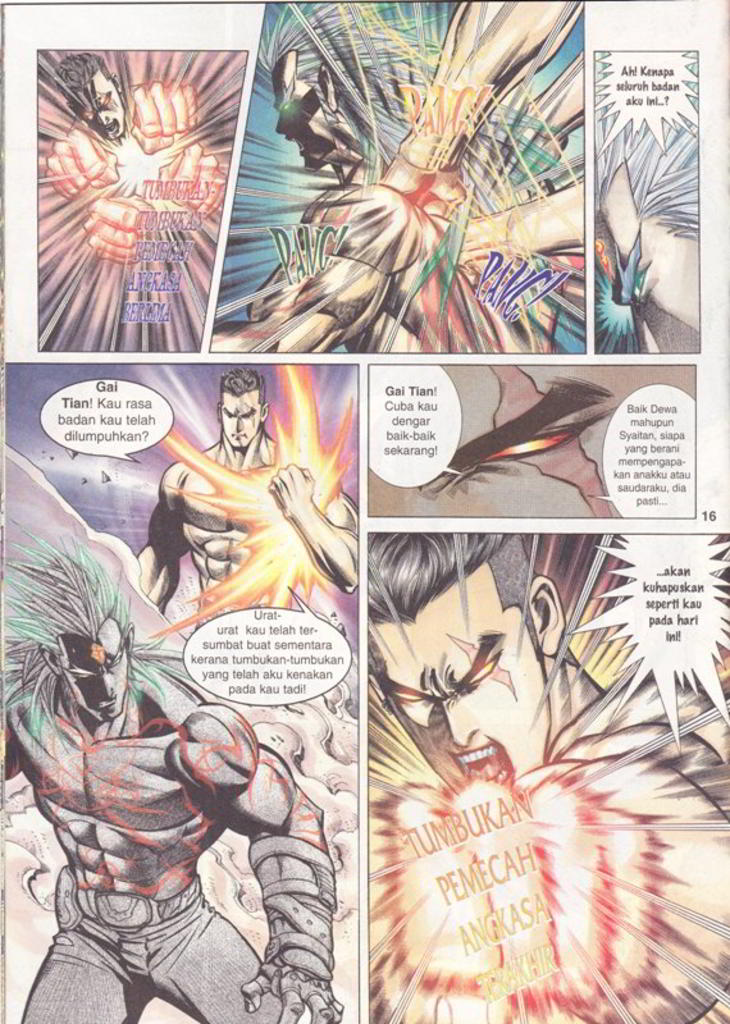 TUMBUKAN-
TUMBUKAN
PEMECAH
ANGKASA
BERLIMA
PANG!
PANG!
PANG!
Ah! Kenapa
seluruh badan
aku ini..?
Gai
Tian! Kau rasa
badan kau telah
dilumpuhkan?
Urat-
urat kau telah ter-
sumbat buat sementara
kerana tumbukan-tumbukan
yang telah aku kenakan
pada kau tadi!
Gai Tian!
Cuba kau
dengar
baik-baik
sekarang!
Baik Dewa
mahupun
Syaitan, siapa
yang berani
mempengapa-
kan anakku atau
saudaraku, dia
pasti...
16
...akan
kuhapuskan
seperti kau
pada hari
ini!
TUMBUKAN
PEMECAH
ANGKASA
TERAKHIR